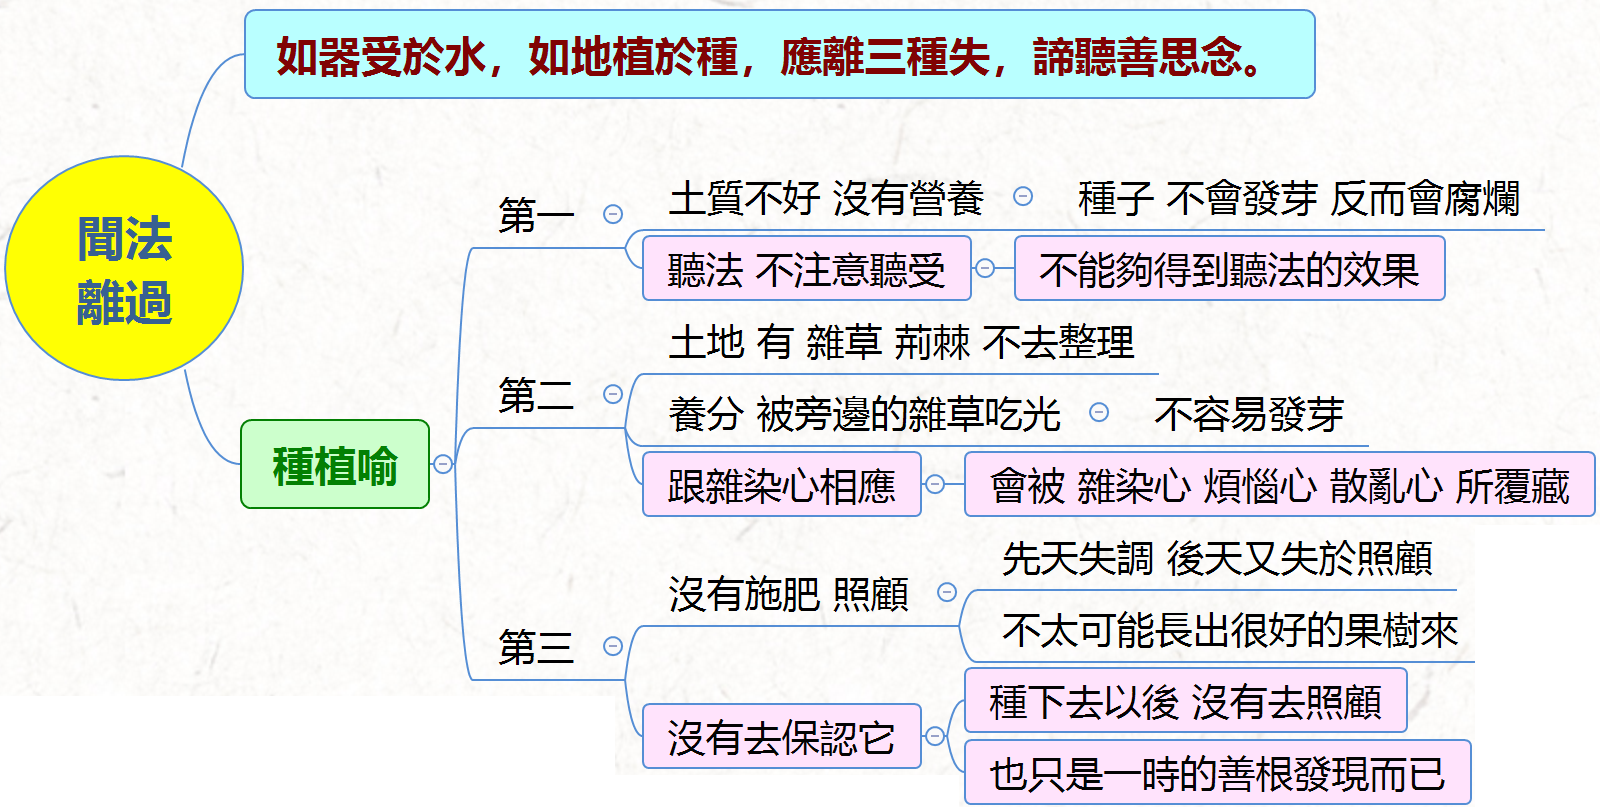 如器受於水，如地植於種，應離三種失，諦聽善思念。
聞法
離過
種植喻
第一
土質不好 沒有營養
種子 不會發芽 反而會腐爛
聽法 不注意聽受
不能夠得到聽法的效果
第二
土地 有 雜草 荊棘 不去整理
養分 被旁邊的雜草吃光
不容易發芽
跟雜染心相應
會被 雜染心 煩惱心 散亂心 所覆藏
第三
沒有施肥 照顧
先天失調 後天又失於照顧
不太可能長出很好的果樹來
沒有去保認它
種下去以後 沒有去照顧
也只是一時的善根發現而已